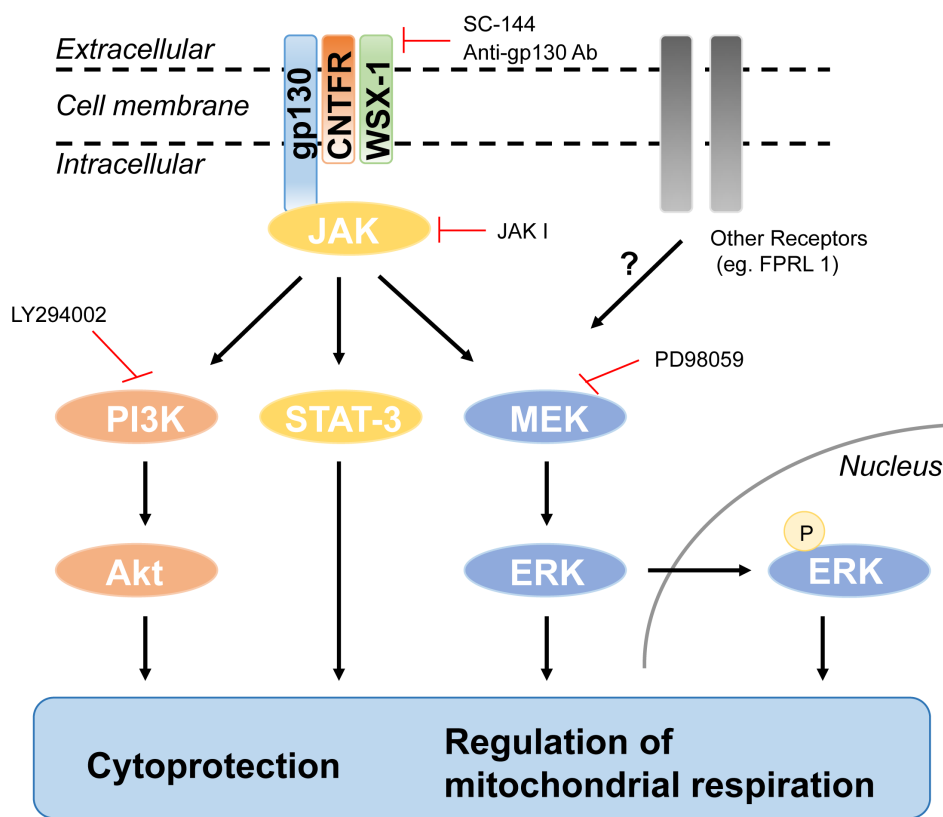 SC-144
Anti-gp130 Ab
Extracellular
Cell membrane
Intracellular
gp130
CNTFR
WSX-1
JAK
JAK I
Other Receptors
(eg. FPRL 1)
?
LY294002
PD98059
PI3K
STAT-3
MEK
Nucleus
P
Akt
ERK
ERK
Cytoprotection
Regulation of
mitochondrial respiration